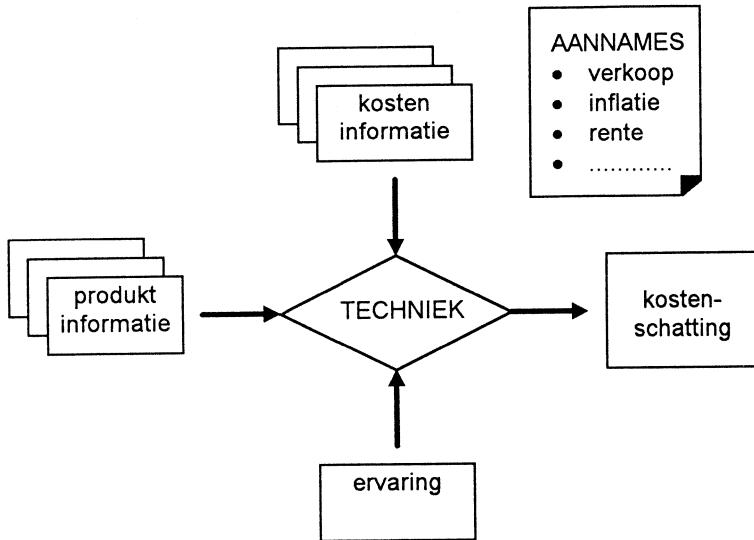 kosten
informatie
AANNAMES
● verkoop
● inflatie
● rente
● ............
produkt
informatie
TECHNIEK
kosten-
schatting
ervaring